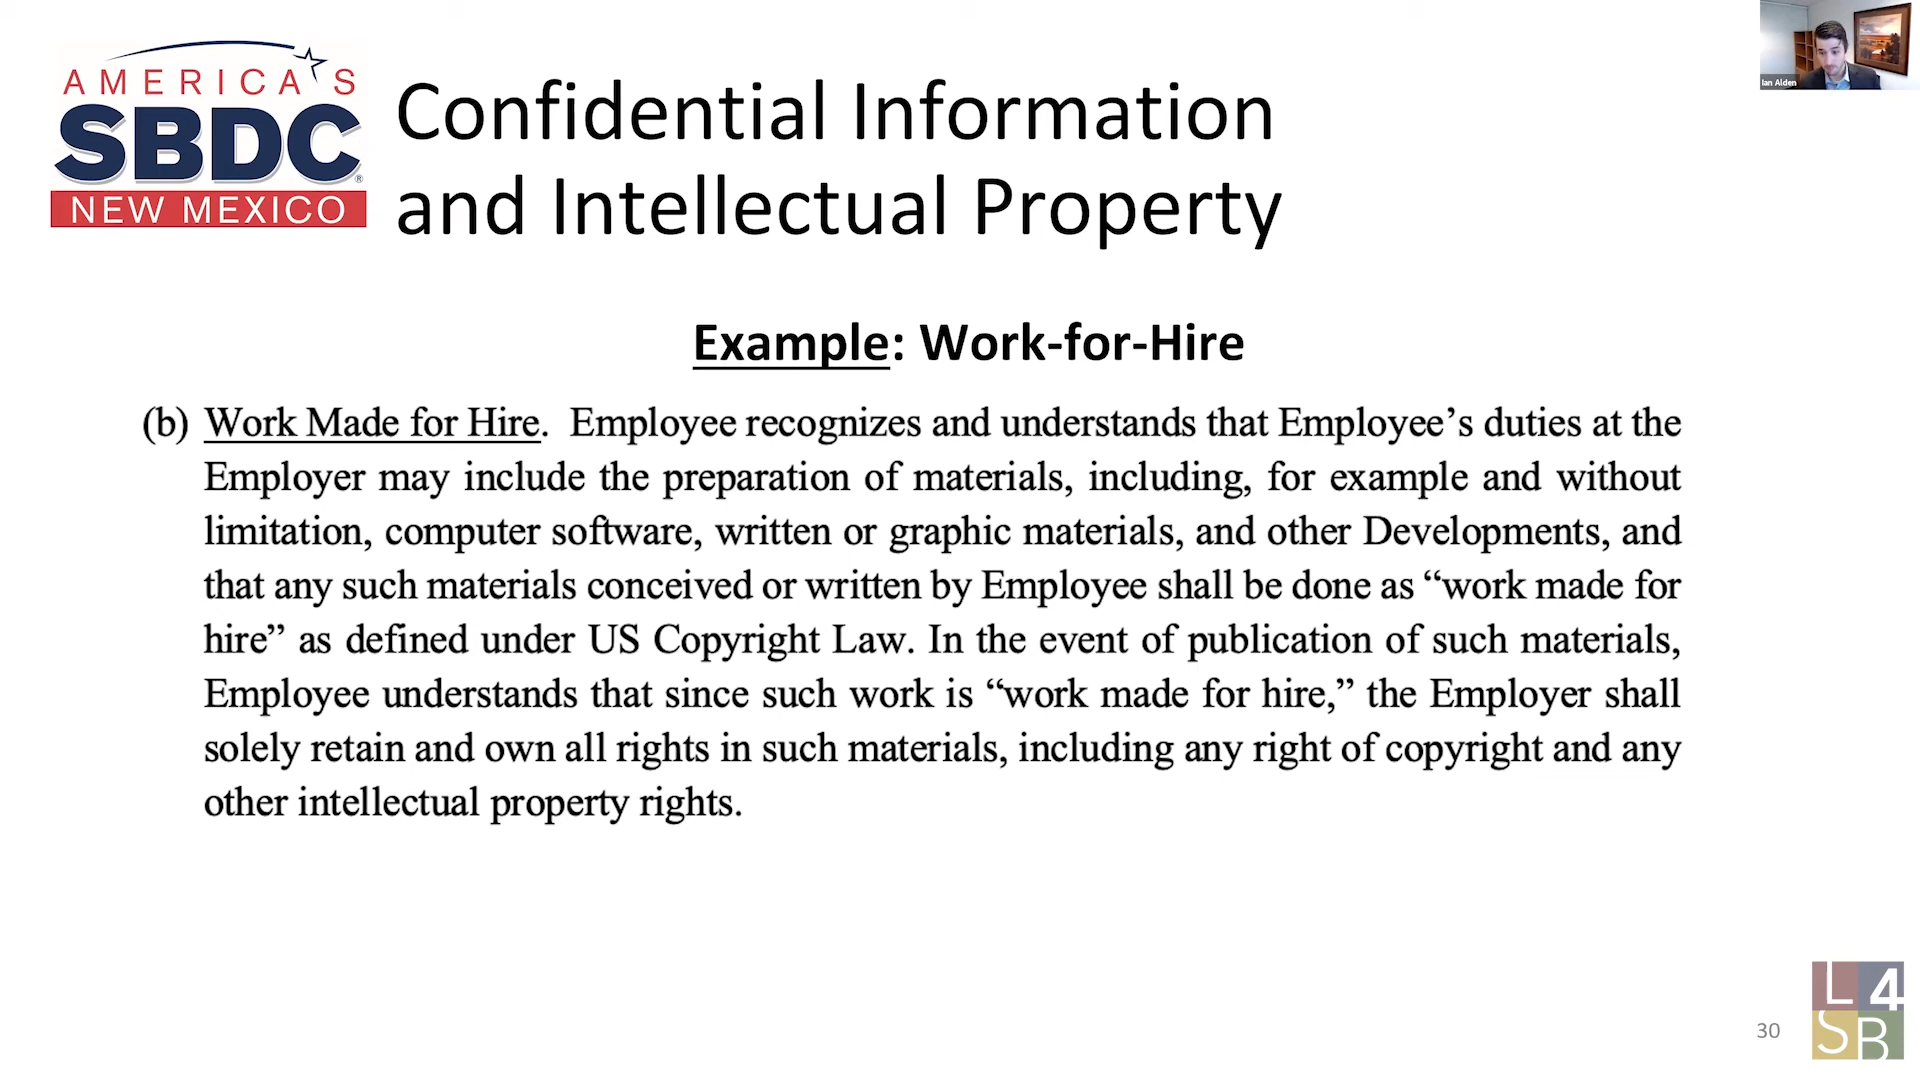 AMERICA'S
SBDC®
NEW MEXICO
Confidential Information
and Intellectual Property
Ian Alden
Example: Work-for-Hire
(b) Work Made for Hire. Employee recognizes and understands that Employee’s duties at the
Employer may include the preparation of materials, including, for example and without
limitation, computer software, written or graphic materials, and other Developments, and
that any such materials conceived or written by Employee shall be done as “work made for
hire” as defined under US Copyright Law. In the event of publication of such materials,
Employee understands that since such work is “work made for hire,” the Employer shall
solely retain and own all rights in such materials, including any right of copyright and any
other intellectual property rights.
30
L4
SB